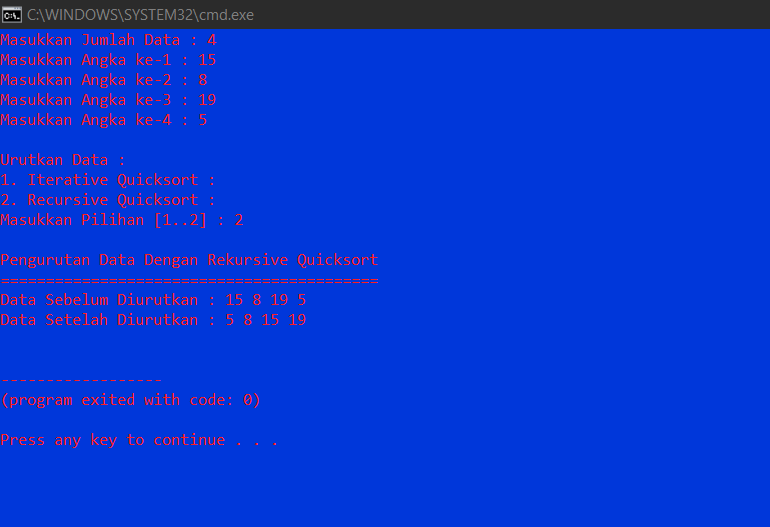 C:\WINDOWS\SYSTEM32\cmd.exe
Masukkan Jumlah Data : 4
Masukkan Angka ke-1 : 15
Masukkan Angka ke-2 : 8
Masukkan Angka ke-3 : 19
Masukkan Angka ke-4 : 5
Urutkan Data :
1. Iterative Quicksort :
2. Recursive Quicksort :
Masukkan Pilihan [1..2] : 2
Pengurutan Data Dengan Rekursive Quicksort
==========================================
Data Sebelum Diurutkan : 15 8 19 5
Data Setelah Diurutkan : 5 8 15 19
------------------
(program exited with code: 0)
Press any key to continue . . .